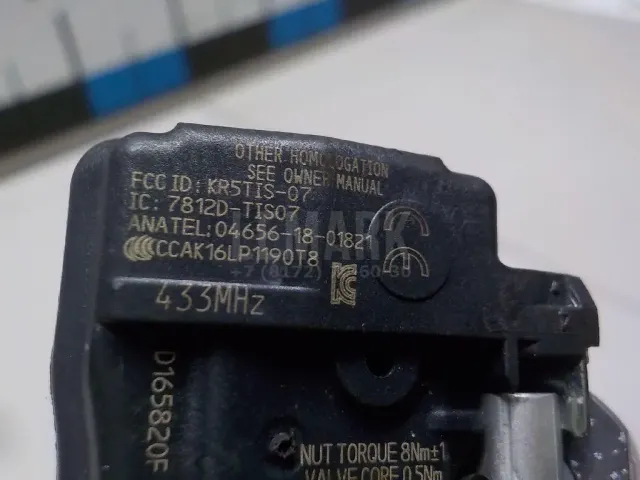 OTHER HOMOLOGATION
SEE OWNER MANUAL
FCC ID: KR5TIS-07
IC: 7812D-TIS07
ANATEL: 04656-18-01821
CCAK16LP1190T8
433MHz
D165820F
NUT TORQUE 8Nm±1
VALVE CORE 0.5Nm